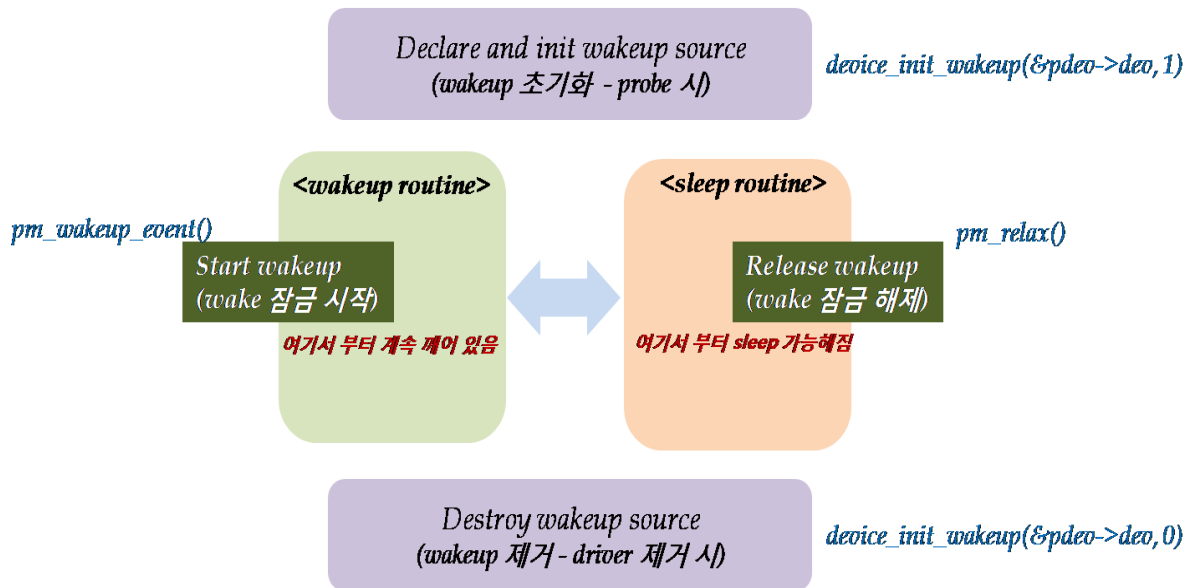 Declare and init wakeup source
(wakeup 초기화 - probe 시)
device_init_wakeup(&pdev->dev, 1)
<wakeup routine>
<sleep routine>
pm_wakeup_event()
pm_relax()
Start wakeup
(wake 잠금 시작)
Release wakeup
(wake 잠금 해제)
여기서 부터 계속 깨어 있음
여기서 부터 sleep 가능해짐
Destroy wakeup source
(wakeup 제거 - driver 제거 시)
device_init_wakeup(&pdev->dev, 0)